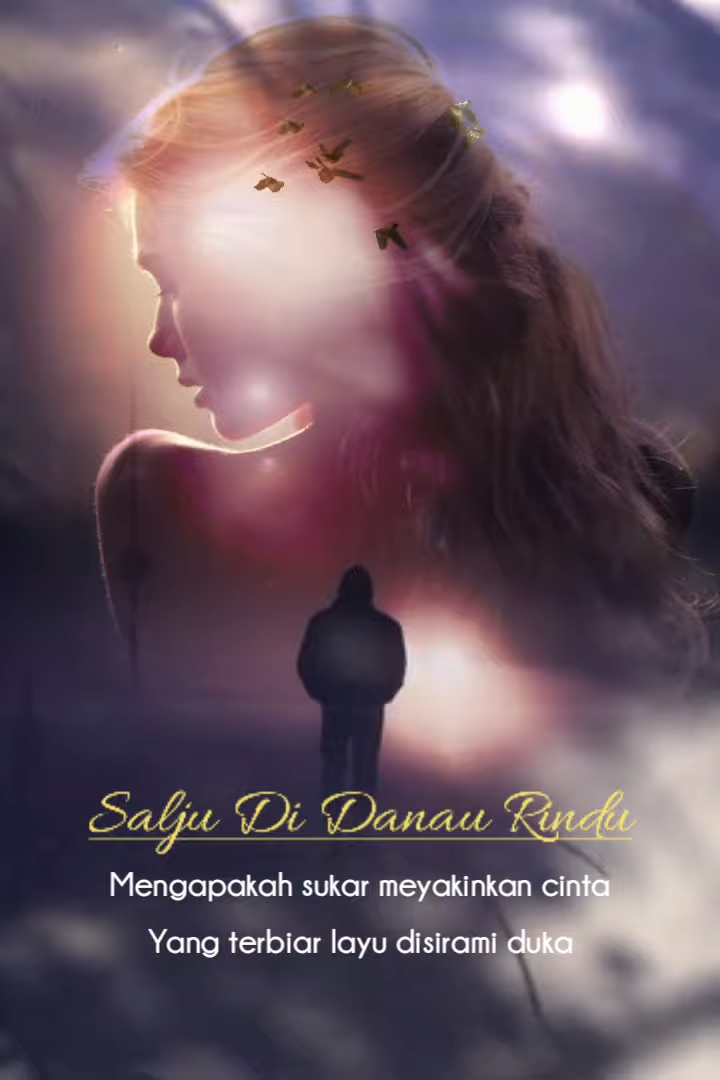 Salju Di Danau Rindu
Mengapakah sukar meyakinkan cinta
Yang terbiar layu disirami duka